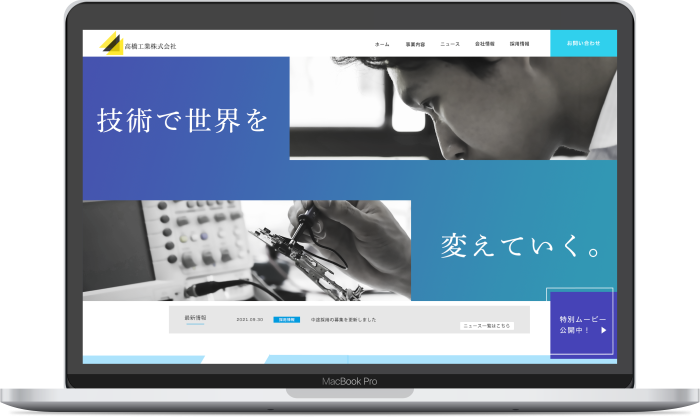 高橋工業株式会社
ホーム 事業内容 ニュース 会社情報 採用情報 お問い合わせ
技術で世界を
変えていく。
最新情報 2021.09.30 採用情報 中途採用の募集を更新しました
ニュース一覧はこちら
特別ムービー
公開中！
MacBook Pro